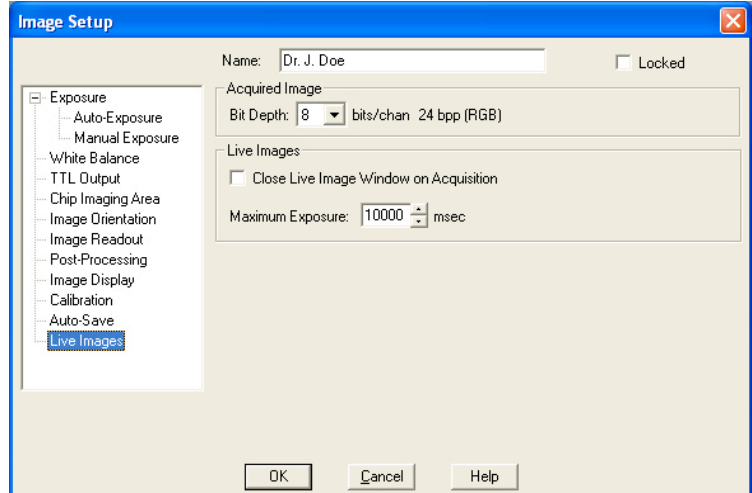 Image Setup
Name: Dr. J. Doe Locked
Exposure
Auto-Exposure
Manual Exposure
White Balance
TTL Output
Chip Imaging Area
Image Orientation
Image Readout
Post-Processing
Image Display
Calibration
Auto-Save
Live Images
Acquired Image
Bit Depth: 8 bits/chan 24 bpp (RGB)
Live Images
Close Live Image Window on Acquisition
Maximum Exposure: 10000 msec
OK Cancel Help